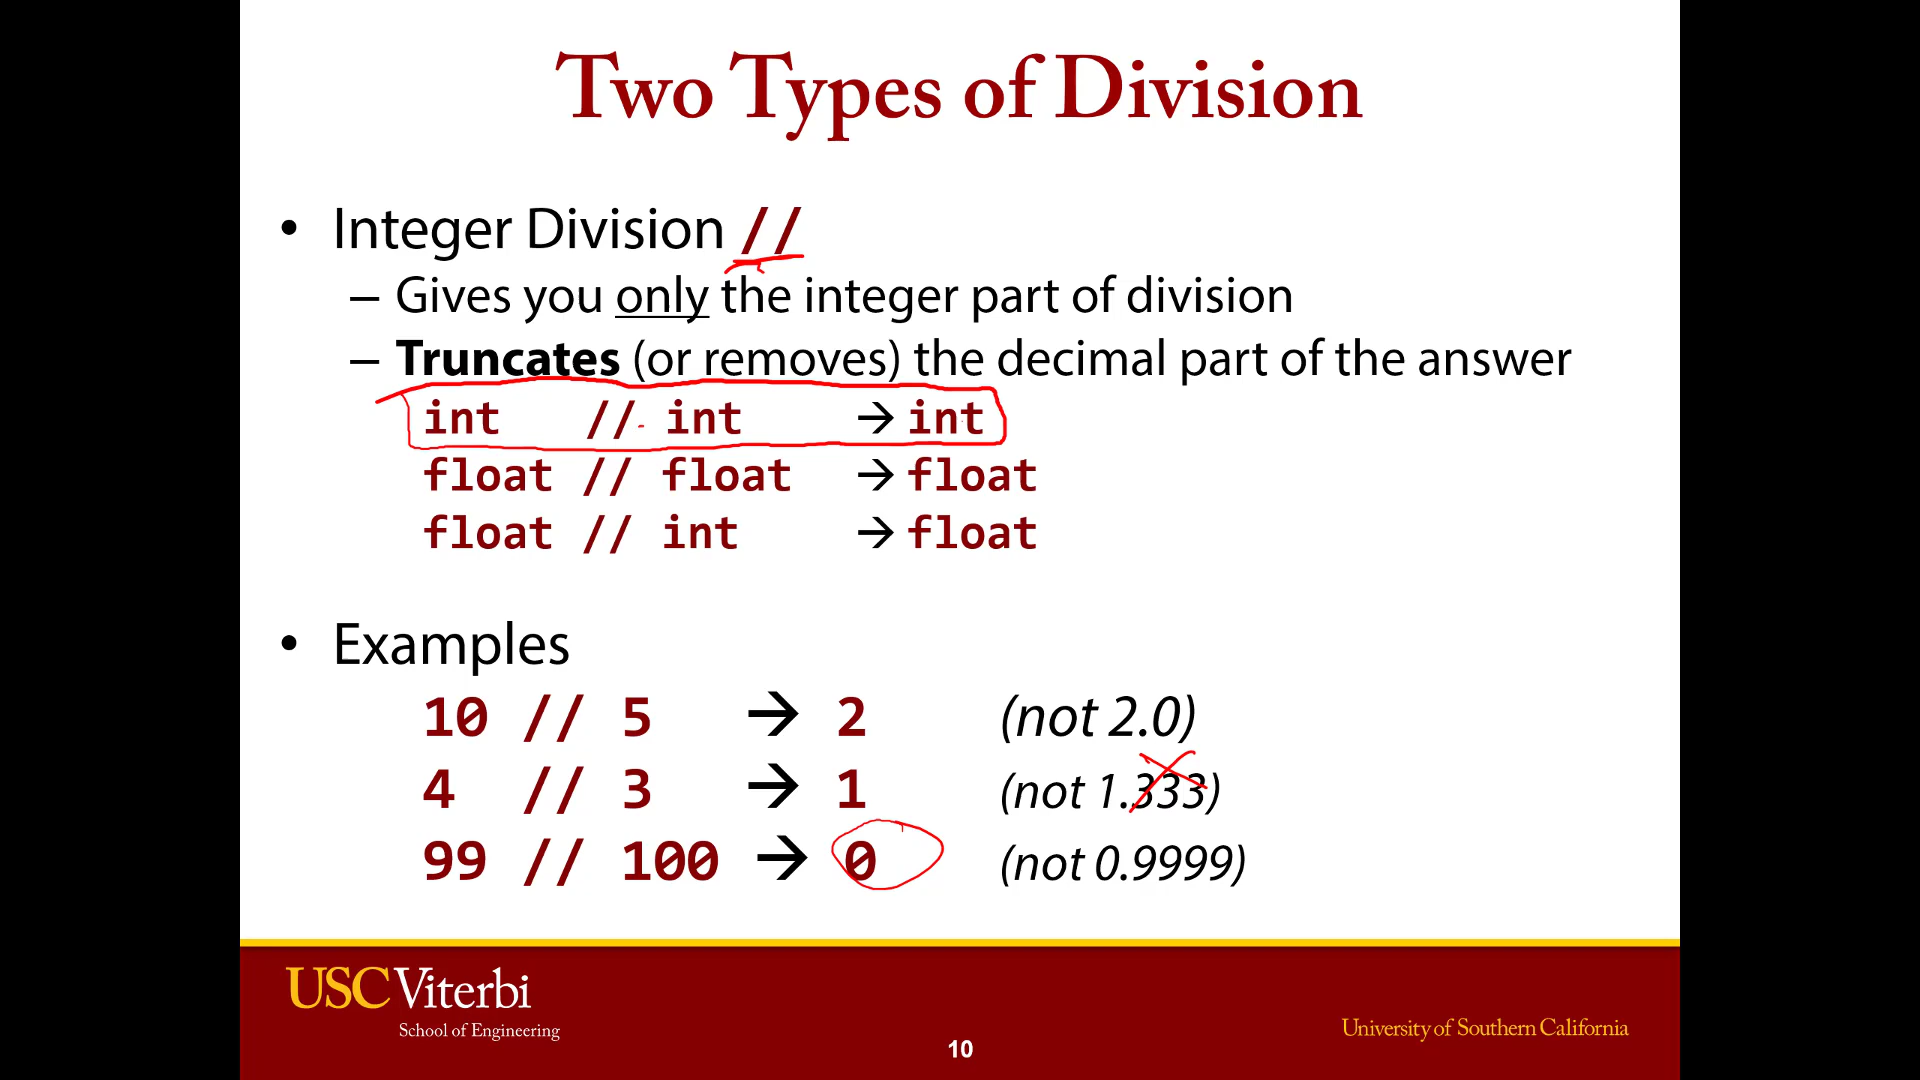 Two Types of Division
• Integer Division //
– Gives you only the integer part of division
– Truncates (or removes) the decimal part of the answer
int // int → int
float // float → float
float // int → float
• Examples
10 // 5 → 2 (not 2.0)
4 // 3 → 1 (not 1.333)
99 // 100 → 0 (not 0.9999)
USC Viterbi
School of Engineering
University of Southern California
10